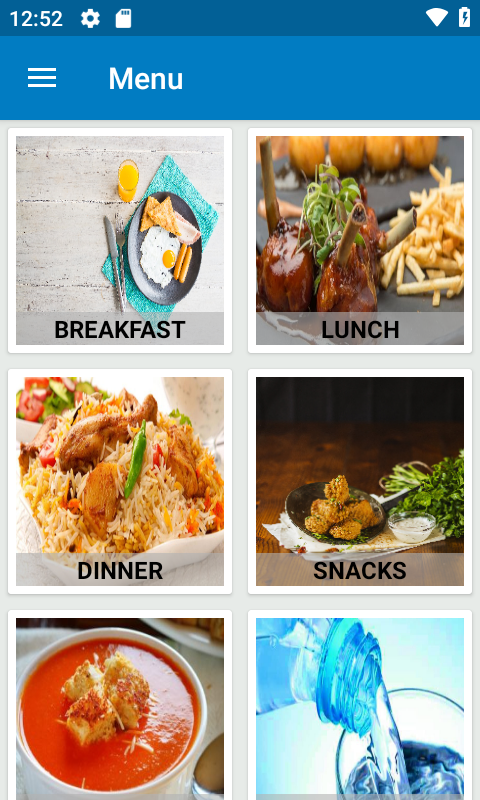 12:52
Menu
BREAKFAST
LUNCH
DINNER
SNACKS